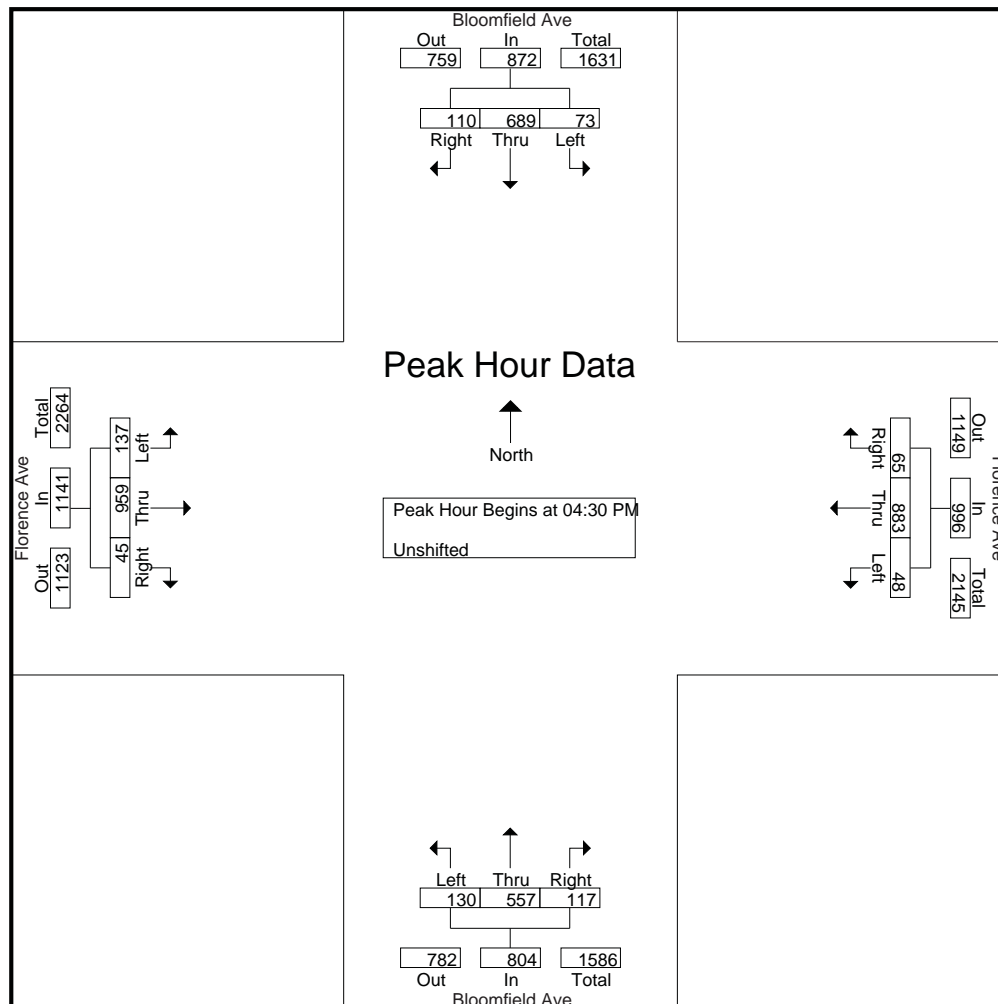 Bloomfield Ave
Out In Total
759 872 1631
110 689 73
Right Thru Left
Peak Hour Data
North
Peak Hour Begins at 04:30 PM
Unshifted
Florence Ave
Out In Total
1123 1141 2264
45 959 137
Right Thru Left
Florence Ave
Out In Total
1149 996 2145
65 883 48
Right Thru Left
Left Thru Right
130 557 117
782 804 1586
Out In Total
Bloomfield Ave